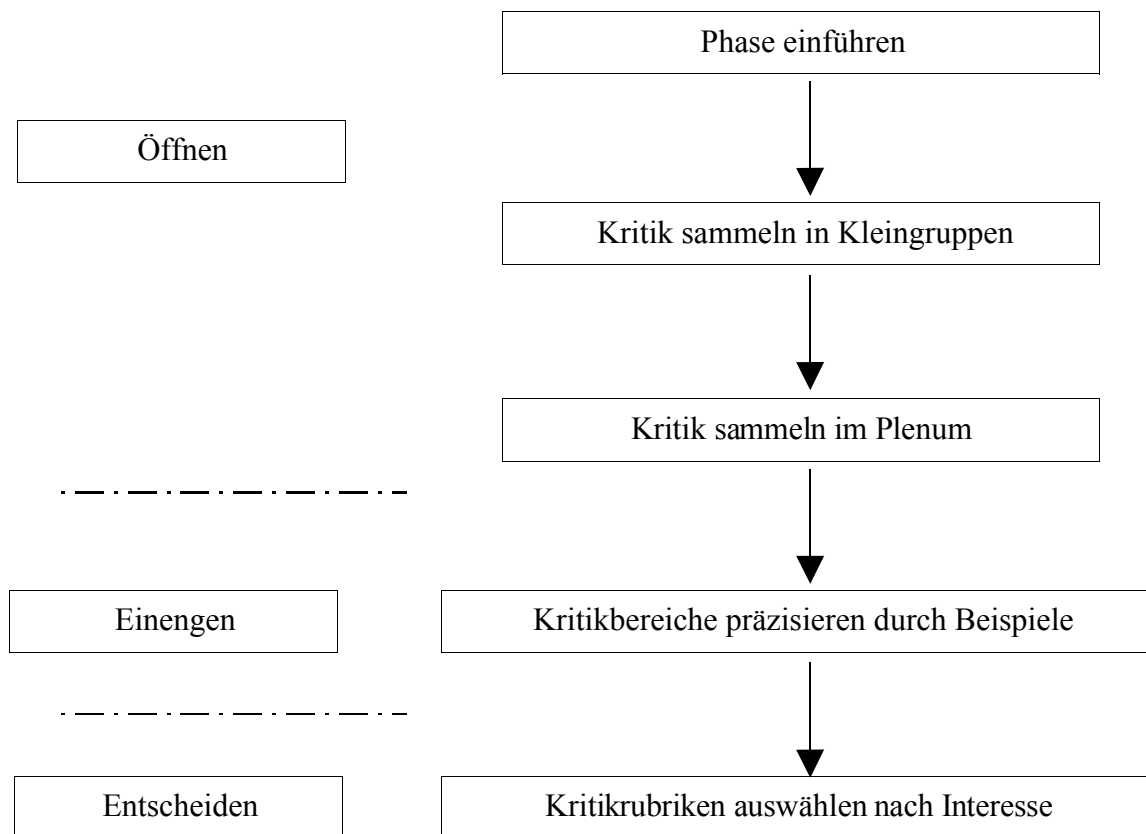 Phase einführen
Öffnen
Kritik sammeln in Kleingruppen
Kritik sammeln im Plenum
Einengen
Kritikbereiche präzisieren durch Beispiele
Entscheiden
Kritikrubriken auswählen nach Interesse